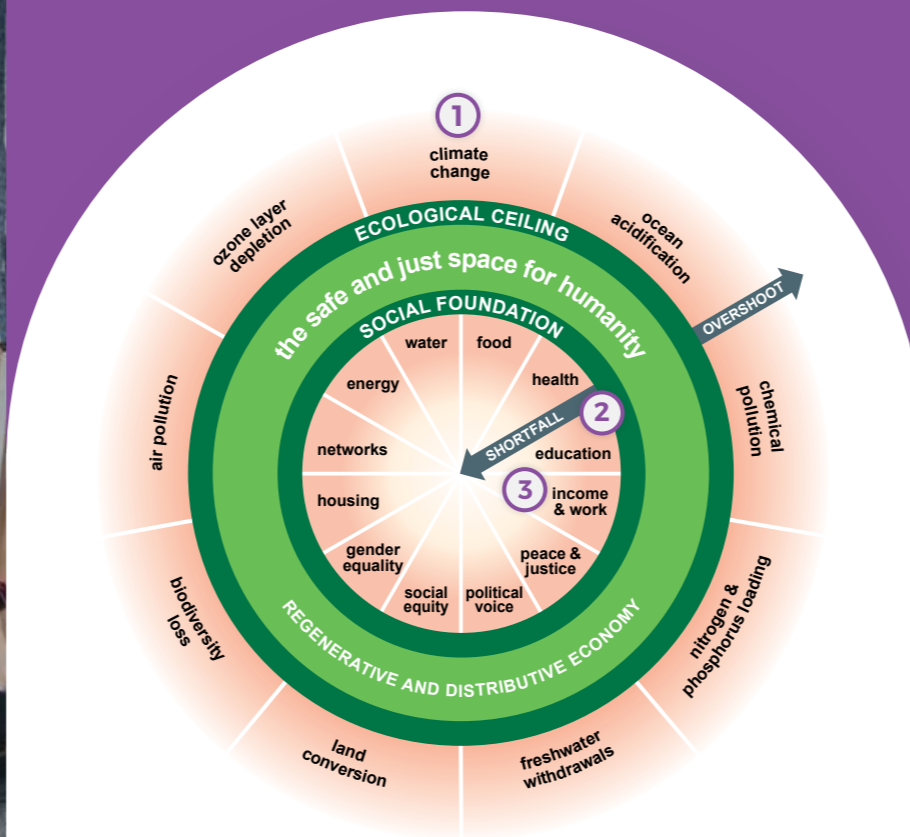 1
climate
change
ozone layer
depletion
ocean
acidification
ECOLOGICAL CEILING
the safe and just space for humanity
SOCIAL FOUNDATION
OVERSHOOT
water
food
energy
health
2
SHORTFALL
air pollution
chemical
pollution
networks
education
3
housing
income
& work
gender
equality
peace &
justice
social
equity
political
voice
biodiversity
loss
nitrogen &
phosphorus loading
REGENERATIVE AND DISTRIBUTIVE ECONOMY
land
conversion
freshwater
withdrawals